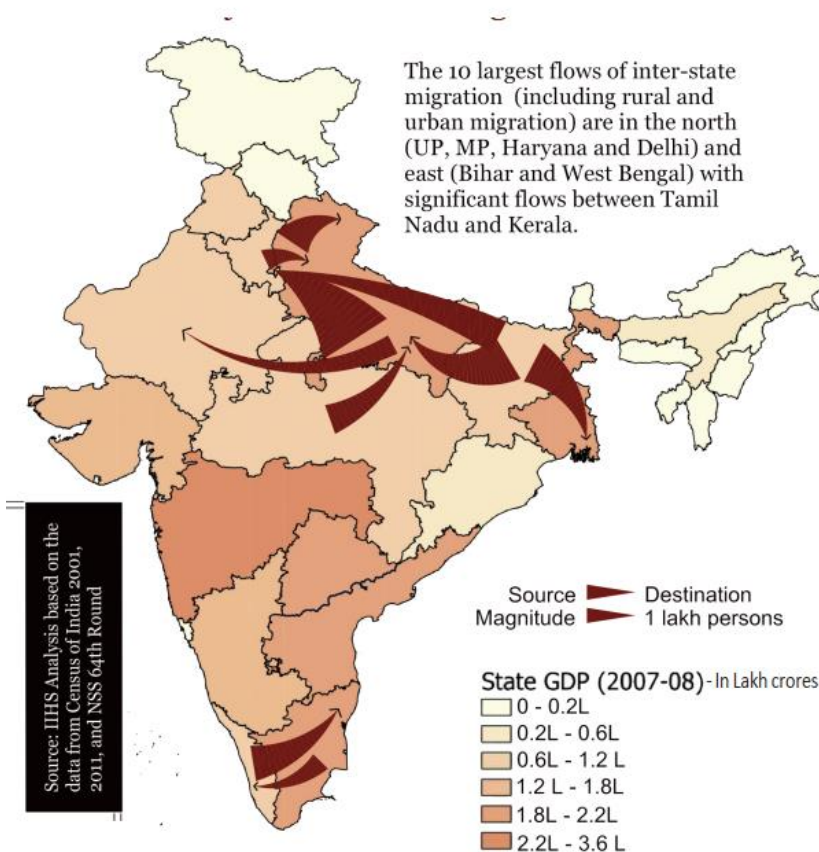 The 10 largest flows of inter-state
migration (including rural and
urban migration) are in the north
(UP, MP, Haryana and Delhi) and
east (Bihar and West Bengal) with
significant flows between Tamil
Nadu and Kerala.
Source: IIHS Analysis based on the
data from Census of India 2001,
2011, and NSS 64th Round
Source Destination
Magnitude 1 lakh persons
State GDP (2007-08) - In Lakh crores
0 - 0.2L
0.2L - 0.6L
0.6L - 1.2 L
1.2 L - 1.8L
1.8L - 2.2L
2.2L - 3.6 L